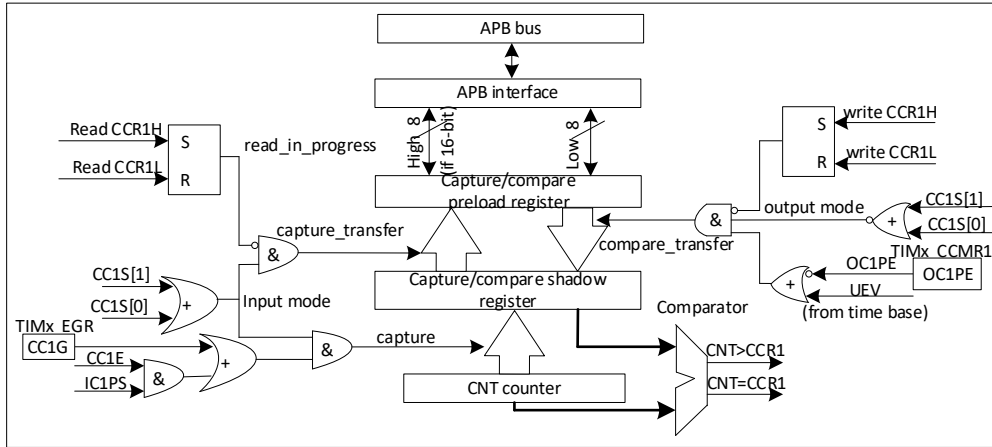 APB bus
APB interface
High 8
(if 16-bit)
Low 8
Read CCR1H
S
Read CCR1L
R
read_in_progress
write CCR1H
S
write CCR1L
R
Capture/compare
preload register
capture_transfer
&
compare_transfer
&
output mode
+
CC1S[1]
CC1S[0]
TIMx_CCMR1
OC1PE
OC1PE
+
UEV
(from time base)
CC1S[1]
CC1S[0]
+
Input mode
Capture/compare shadow
register
Comparator
TIMx_EGR
CC1G
CC1E
IC1PS
&
+
&
capture
CNT counter
CNT>CCR1
CNT=CCR1